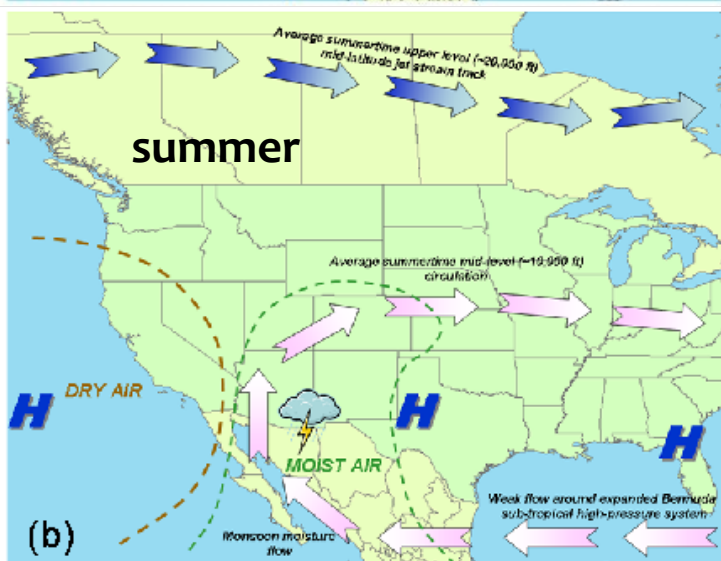 Average summertime upper level (~20,000 ft)
mid-latitude jet stream track
summer
Average summertime mid-level (~10,000 ft)
circulation
DRY AIR
H
H
H
MOIST AIR
Weak flow around expanded Bermuda
sub-tropical high-pressure system
(b)
Monsoon moisture
flow